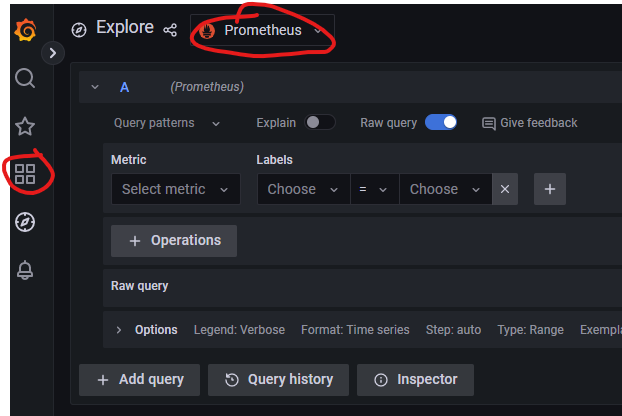 Explore Prometheus
A (Prometheus)
Query patterns Explain Raw query Give feedback
Metric Labels
Select metric Choose = Choose
Operations
Raw query
Options Legend: Verbose Format: Time series Step: auto Type: Range Exempla
+ Add query Query history Inspector